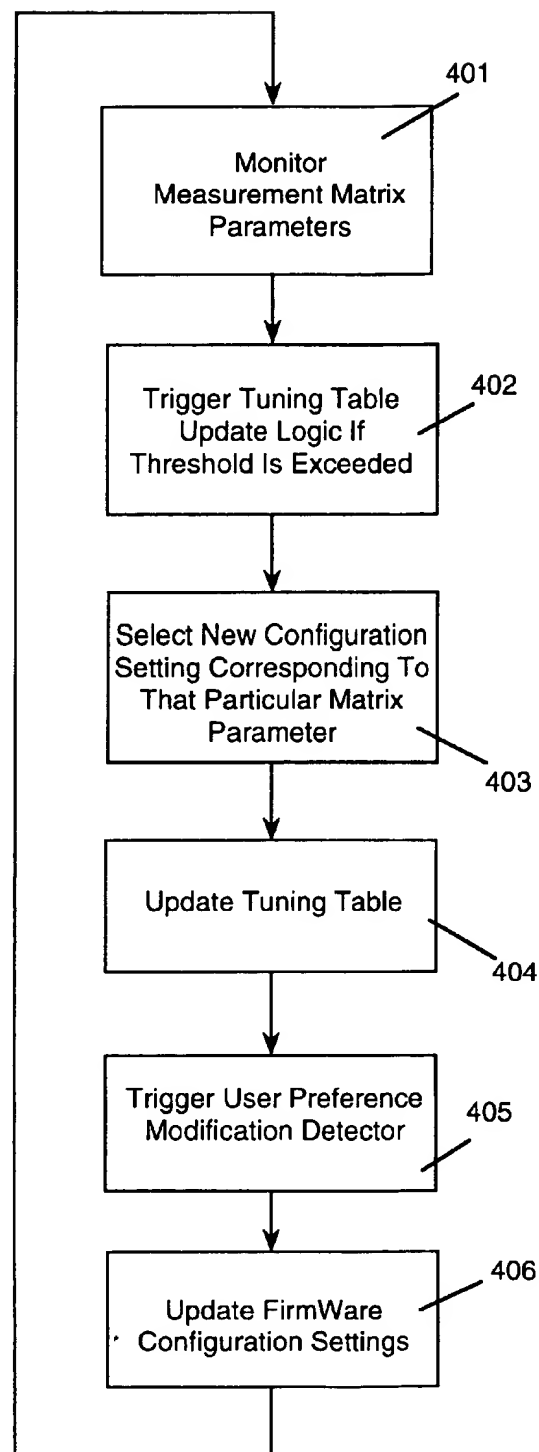 401
Monitor
Measurement Matrix
Parameters
402
Trigger Tuning Table
Update Logic If
Threshold Is Exceeded
Select New Configuration
Setting Corresponding To
That Particular Matrix
Parameter
403
Update Tuning Table
404
Trigger User Preference
Modification Detector
405
406
Update FirmWare
Configuration Settings